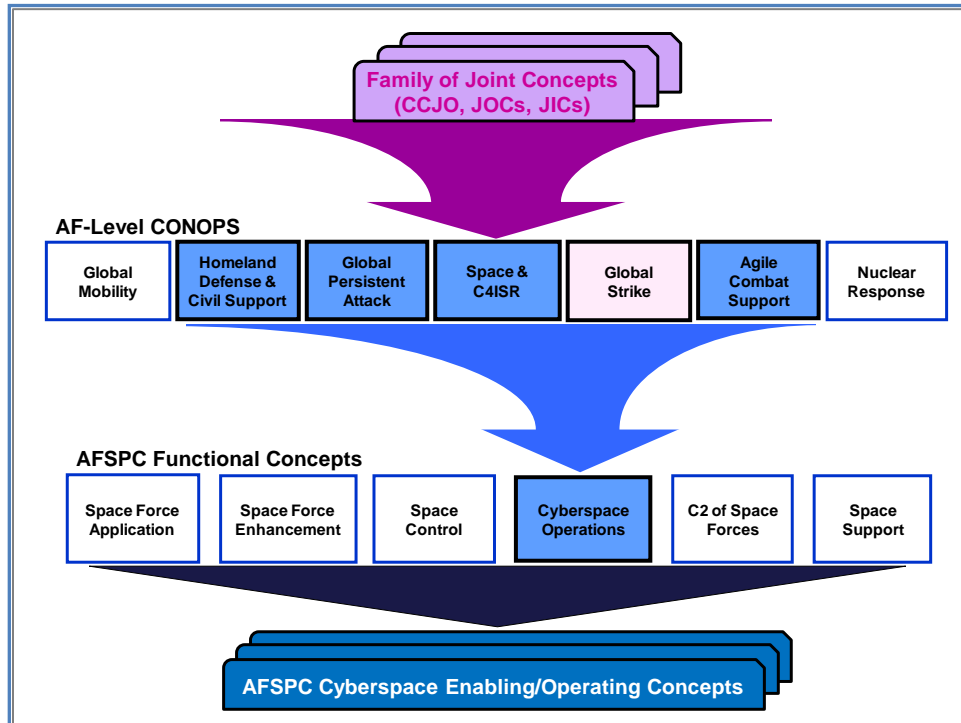 Family of Joint Concepts
(CCJO, JOCs, JICs)
AF-Level CONOPS
Global
Mobility
Homeland
Defense &
Civil Support
Global
Persistent
Attack
Space &
C4ISR
Global
Strike
Agile
Combat
Support
Nuclear
Response
AFSPC Functional Concepts
Space Force
Application
Space Force
Enhancement
Space
Control
Cyberspace
Operations
C2 of Space
Forces
Space
Support
AFSPC Cyberspace Enabling/Operating Concepts